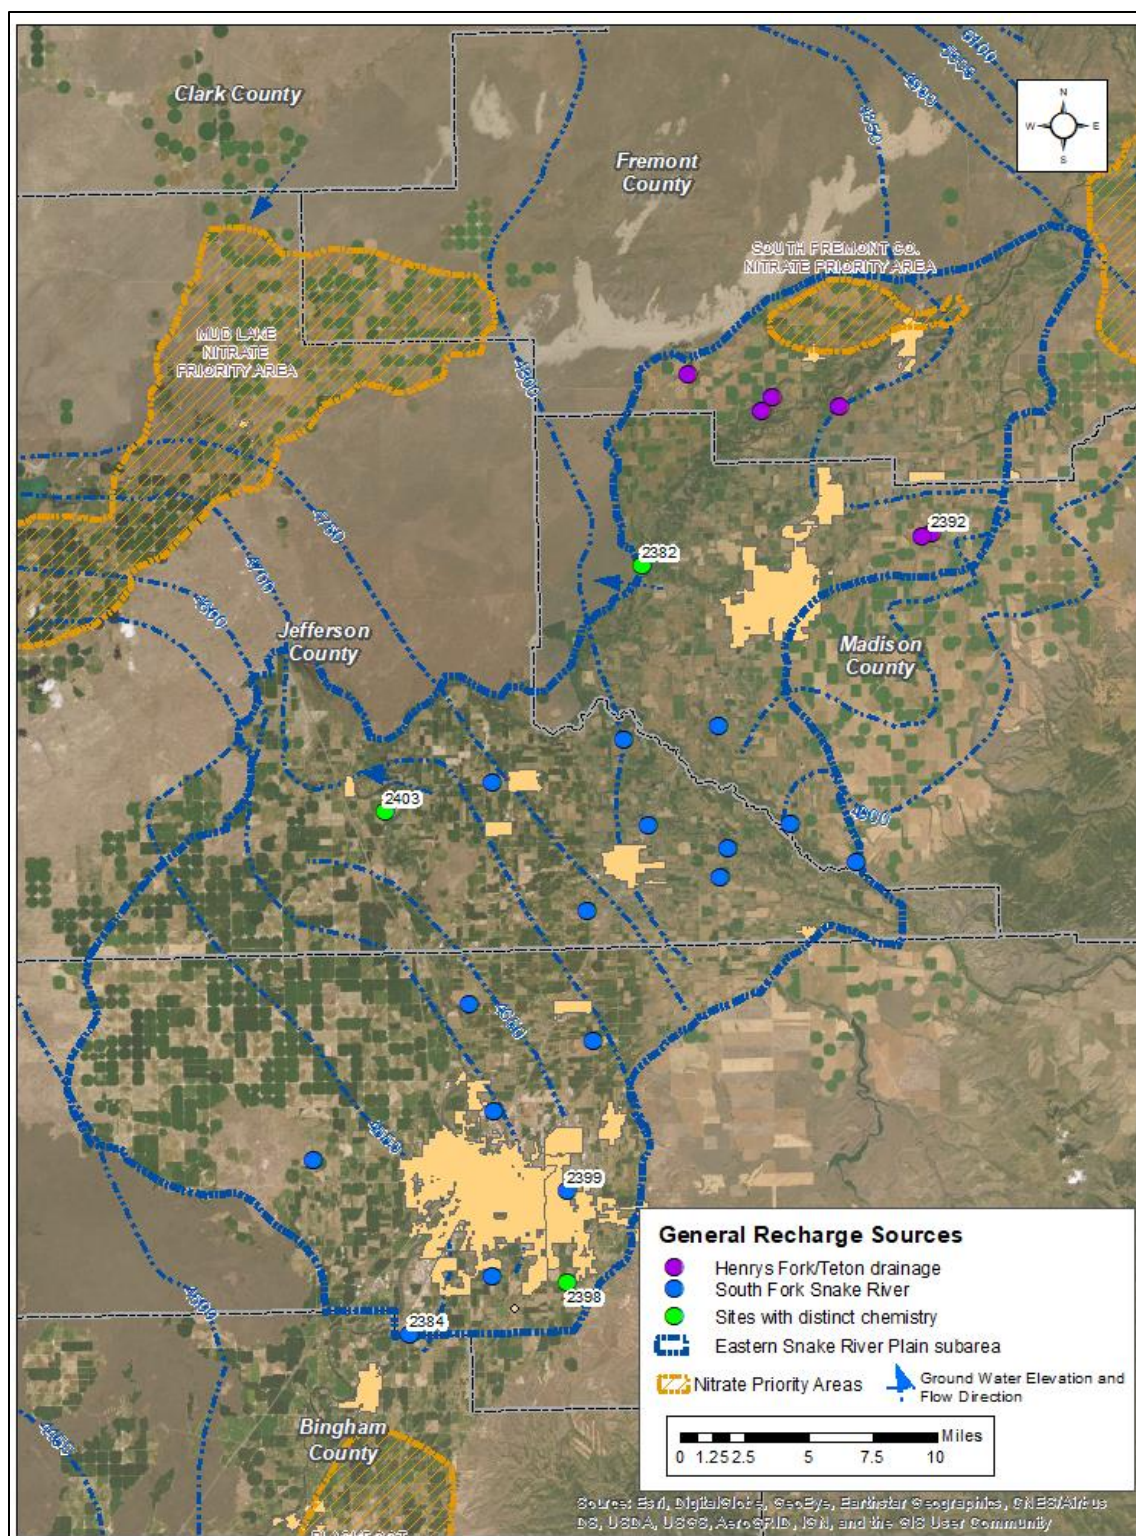 5100
5000
4900
4850
Clark County
N
W
E
S
Fremont
County
SOUTH FREMONT CO.
NITRATE PRIORITY AREA
MUD LAKE
NITRATE
PRIORITY AREA
4800
4750
4700
4600
2392
2382
Jefferson
County
Madison
County
2403
4900
4550
2399
2398
2384
4500
Bingham
County
General Recharge Sources
Henrys Fork/Teton drainage
South Fork Snake River
Sites with distinct chemistry
Eastern Snake River Plain subarea
Nitrate Priority Areas
Ground Water Elevation and
Flow Direction
Miles
0 1.25 2.5 5 7.5 10
Source: Esri, DigitalGlobe, GeoEye, Earthstar Geographics, CNES/Airbus
DS, USDA, USGS, AeroGRID, IGN, and the GIS User Community